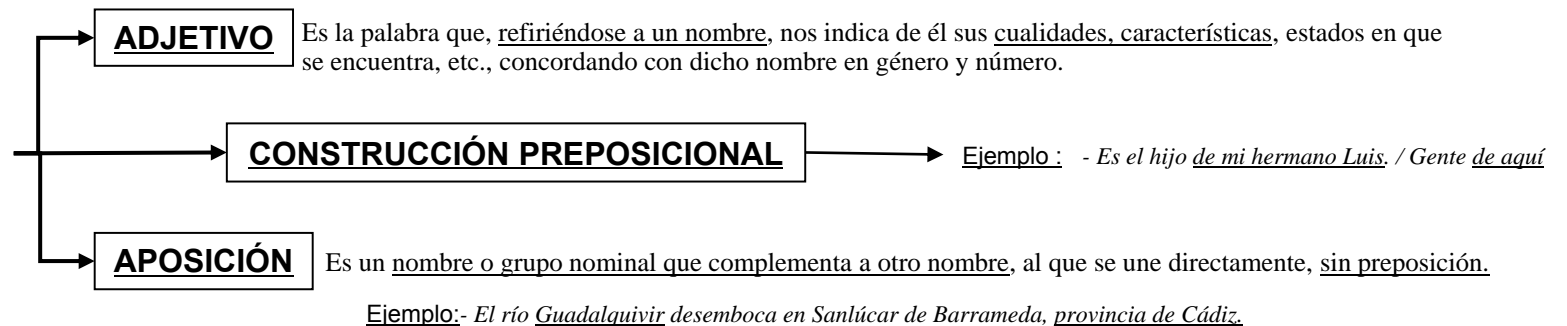 ADJETIVO Es la palabra que, refiriéndose a un nombre, nos indica de él sus cualidades, características, estados en que
se encuentra, etc., concordando con dicho nombre en género y número.
CONSTRUCCIÓN PREPOSICIONAL Ejemplo : - Es el hijo de mi hermano Luis. / Gente de aquí
APOSICIÓN Es un nombre o grupo nominal que complementa a otro nombre, al que se une directamente, sin preposición.
Ejemplo:- El río Guadalquivir desemboca en Sanlúcar de Barrameda, provincia de Cádiz.